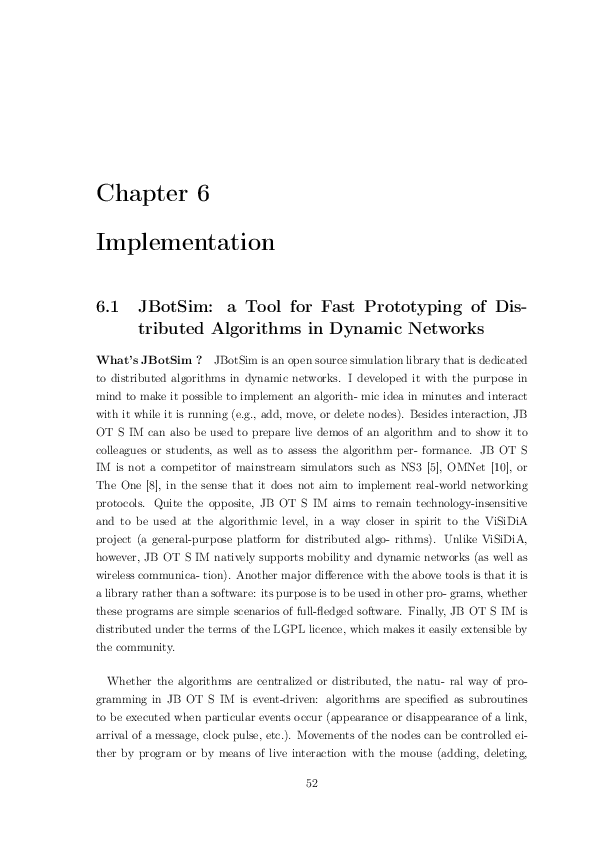 Chapter 6
Implementation
6.1 JBotSim: a Tool for Fast Prototyping of Dis-
tributed Algorithms in Dynamic Networks
What's JBotSim ? JBotSim is an open source simulation library that is dedicated
to distributed algorithms in dynamic networks. I developed it with the purpose in
mind to make it possible to implement an algorith- mic idea in minutes and interact
with it while it is running (e.g., add, move, or delete nodes). Besides interaction, JB
OT S IM can also be used to prepare live demos of an algorithm and to show it to
colleagues or students, as well as to assess the algorithm per- formance. JB OT S
IM is not a competitor of mainstream simulators such as NS3 [5], OMNet [10], or
The One [8], in the sense that it does not aim to implement real-world networking
protocols. Quite the opposite, JB OT S IM aims to remain technology-insensitive
and to be used at the algorithmic level, in a way closer in spirit to the ViSiDiA
project (a general-purpose platform for distributed algo- rithms). Unlike ViSiDiA,
however, JB OT S IM natively supports mobility and dynamic networks (as well as
wireless communica- tion). Another major difference with the above tools is that it is
a library rather than a software: its purpose is to be used in other pro- grams, whether
these programs are simple scenarios of full-fledged software. Finally, JB OT S IM is
distributed under the terms of the LGPL licence, which makes it easily extensible by
the community.
Whether the algorithms are centralized or distributed, the natu- ral way of pro-
gramming in JB OT S IM is event-driven: algorithms are specified as subroutines
to be executed when particular events occur (appearance or disappearance of a link,
arrival of a message, clock pulse, etc.). Movements of the nodes can be controlled ei-
ther by program or by means of live interaction with the mouse (adding, deleting,
52